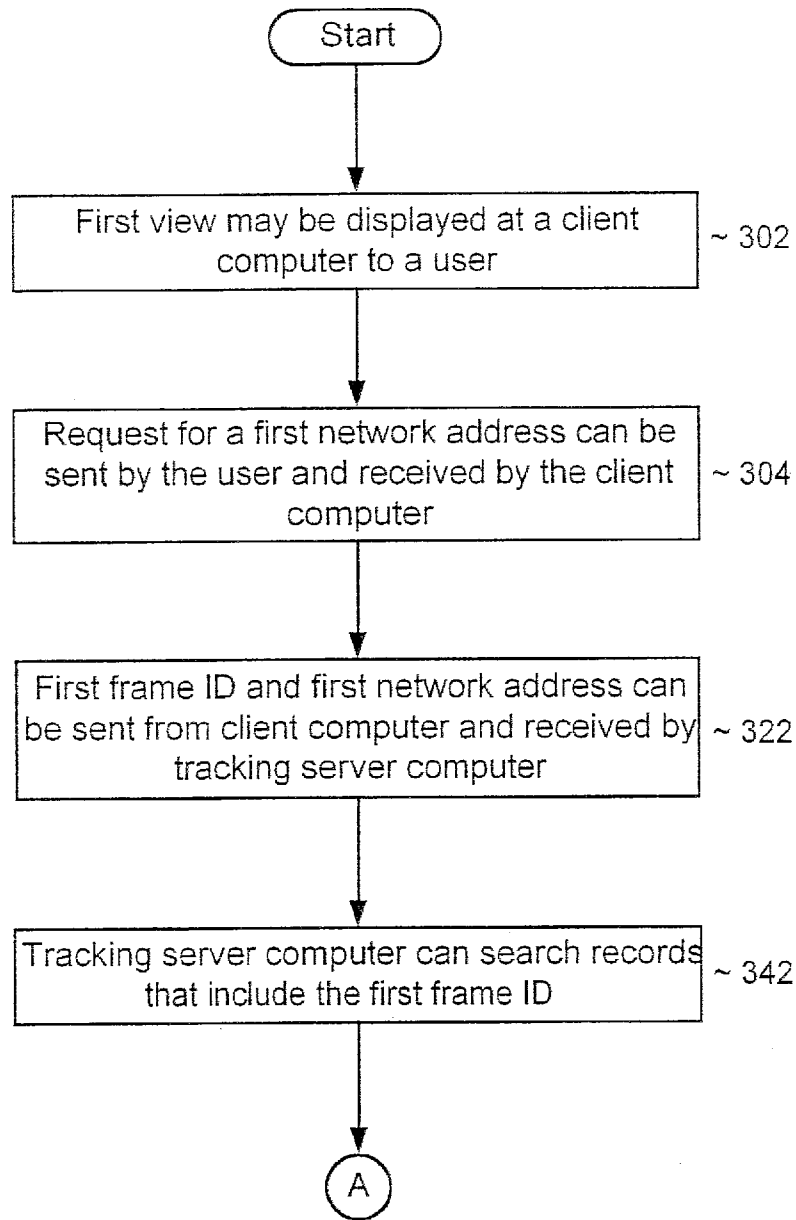 Start
First view may be displayed at a client
computer to a user
~ 302
Request for a first network address can be
sent by the user and received by the client
computer
~ 304
First frame ID and first network address can
be sent from client computer and received by
tracking server computer
~ 322
Tracking server computer can search records
that include the first frame ID
~ 342
A